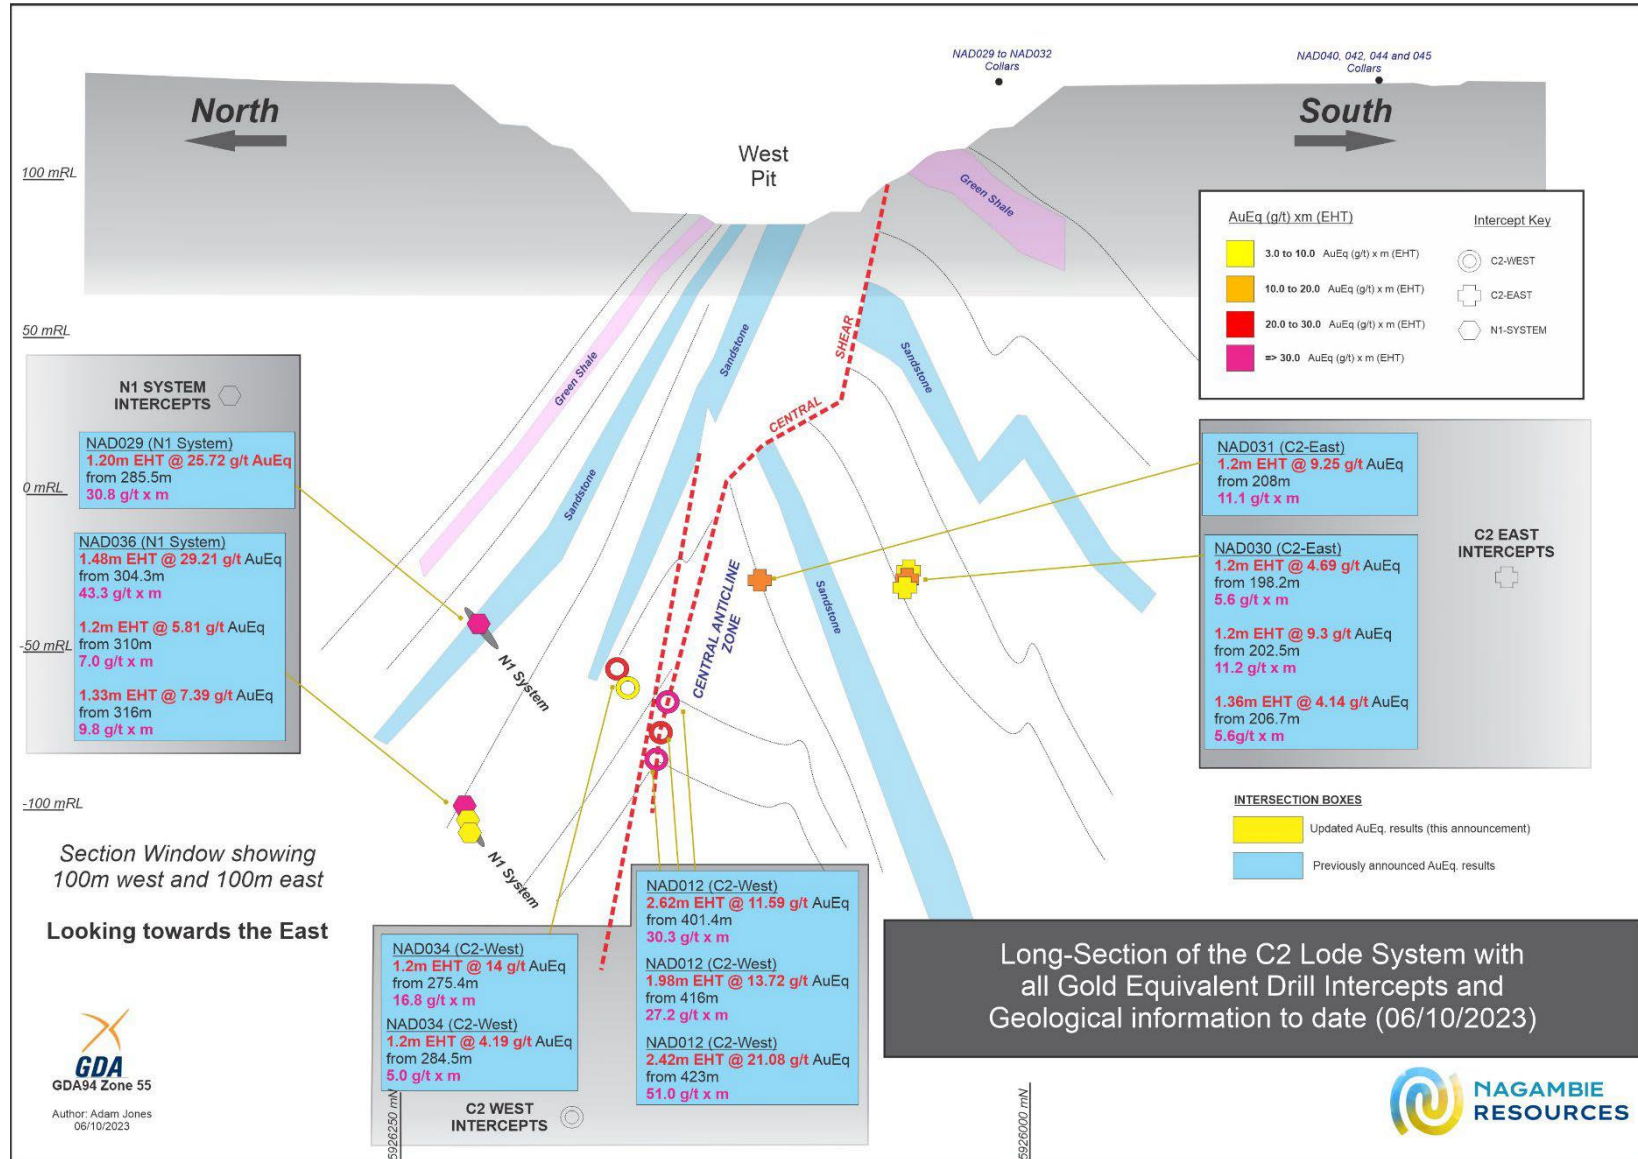 NAD029 to NAD032
Collars
NAD040, 042, 044 and 045
Collars
North
South
West
Pit
100 mRL
50 mRL
0 mRL
-50 mRL
-100 mRL
Green Shale
Sandstone
Sandstone
SHEAR
CENTRAL
Green Shale
Sandstone
Sandstone
CENTRAL ANTICLINE
ZONE
N1 System
N1 System
AuEq (g/t) xm (EHT)
Intercept Key
3.0 to 10.0 AuEq (g/t) x m (EHT)
C2-WEST
10.0 to 20.0 AuEq (g/t) x m (EHT)
C2-EAST
20.0 to 30.0 AuEq (g/t) x m (EHT)
N1-SYSTEM
=> 30.0 AuEq (g/t) x m (EHT)
N1 SYSTEM
INTERCEPTS
NAD029 (N1 System)
1.20m EHT @ 25.72 g/t AuEq
from 285.5m
30.8 g/t x m
NAD036 (N1 System)
1.48m EHT @ 29.21 g/t AuEq
from 304.3m
43.3 g/t x m
1.2m EHT @ 5.81 g/t AuEq
from 310m
7.0 g/t x m
1.33m EHT @ 7.39 g/t AuEq
from 316m
9.8 g/t x m
NAD031 (C2-East)
1.2m EHT @ 9.25 g/t AuEq
from 208m
11.1 g/t x m
C2 EAST
INTERCEPTS
NAD030 (C2-East)
1.2m EHT @ 4.69 g/t AuEq
from 198.2m
5.6 g/t x m
1.2m EHT @ 9.3 g/t AuEq
from 202.5m
11.2 g/t x m
1.36m EHT @ 4.14 g/t AuEq
from 206.7m
5.6g/t x m
INTERSECTION BOXES
Updated AuEq. results (this announcement)
Previously announced AuEq. results
Section Window showing
100m west and 100m east
Looking towards the East
NAD034 (C2-West)
1.2m EHT @ 14 g/t AuEq
from 275.4m
16.8 g/t x m
NAD034 (C2-West)
1.2m EHT @ 4.19 g/t AuEq
from 284.5m
5.0 g/t x m
NAD012 (C2-West)
2.62m EHT @ 11.59 g/t AuEq
from 401.4m
30.3 g/t x m
NAD012 (C2-West)
1.98m EHT @ 13.72 g/t AuEq
from 416m
27.2 g/t x m
NAD012 (C2-West)
2.42m EHT @ 21.08 g/t AuEq
from 423m
51.0 g/t x m
C2 WEST
INTERCEPTS
5926250 mN
5926000 mN
Long-Section of the C2 Lode System with
all Gold Equivalent Drill Intercepts and
Geological information to date (06/10/2023)
GDA
GDA94 Zone 55
Author: Adam Jones
06/10/2023
NAGAMBIE
RESOURCES